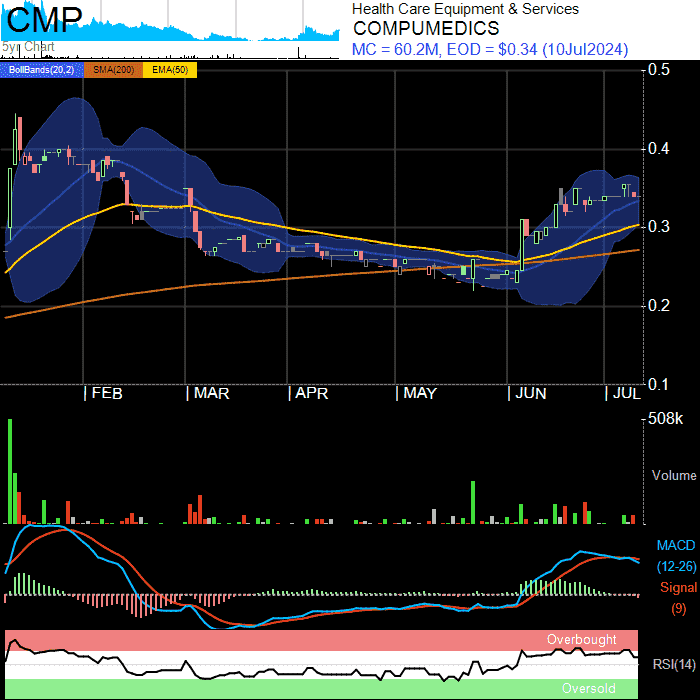 CMP
5yr Chart
Health Care Equipment & Services
COMPUMEDICS
MC = 60.2M, EOD = $0.34 (10Jul2024)
BollBands(20,2) SMA(200) EMA(50)
0.5
0.4
0.3
0.2
0.1
FEB MAR APR MAY JUN JUL
508k
Volume
MACD
(12-26)
Signal
(9)
Overbought
RSI(14)
Oversold